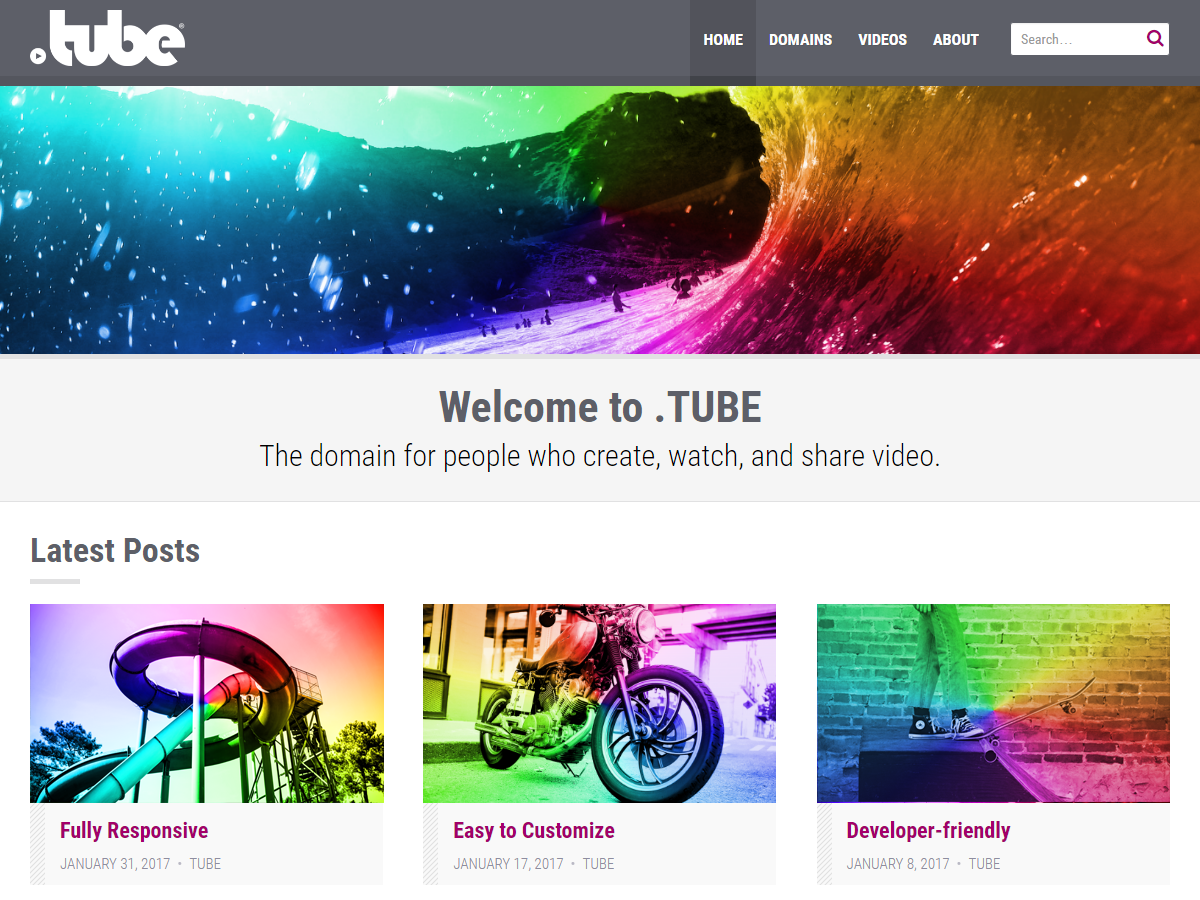 .tube®
HOME DOMAINS VIDEOS ABOUT Search...
Welcome to .TUBE
The domain for people who create, watch, and share video.
Latest Posts
Fully Responsive
JANUARY 31, 2017 • TUBE
Easy to Customize
JANUARY 17, 2017 • TUBE
Developer-friendly
JANUARY 8, 2017 • TUBE